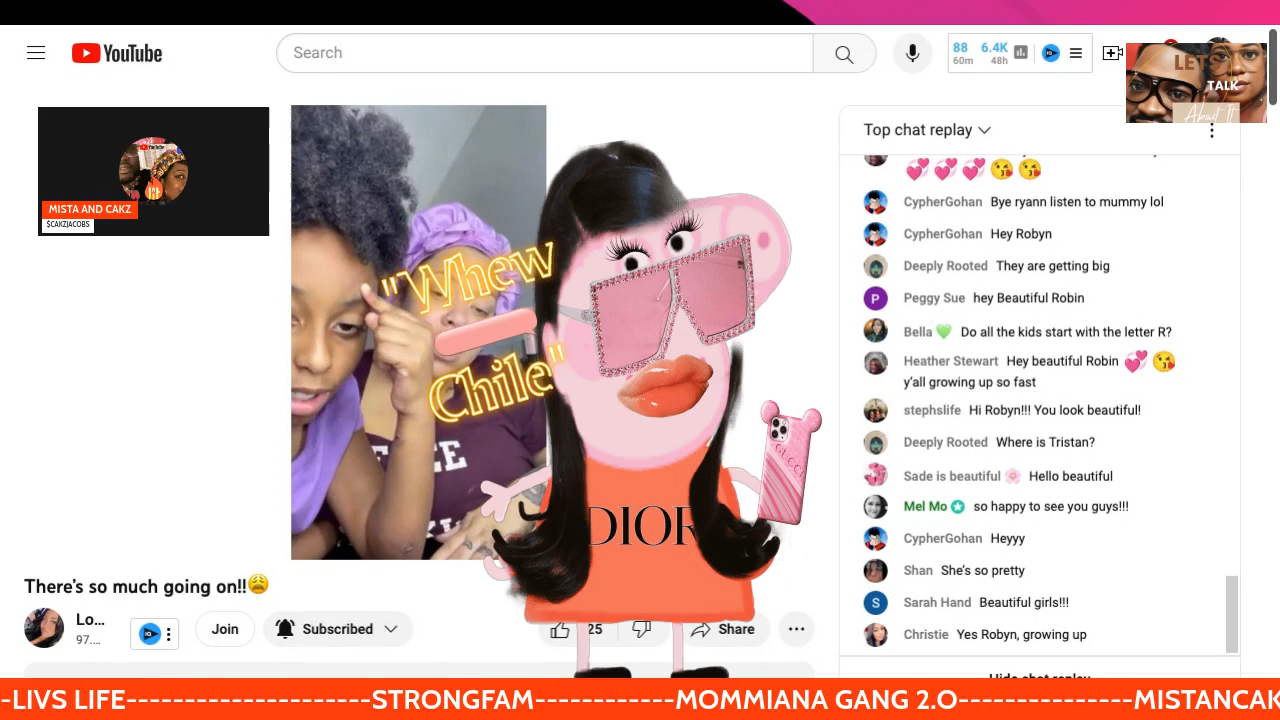 YouTube
Search
88 6.4K
60m 48h
LETS
TALK
About It
MISTA AND CAKZ
$CAKZJACOBS
"Whew
Chile"
GUCCI
DIOR
Top chat replay
CypherGohan Bye ryann listen to mummy lol
CypherGohan Hey Robyn
Deeply Rooted They are getting big
P Peggy Sue hey Beautiful Robin
Bella 💚 Do all the kids start with the letter R?
Heather Stewart Hey beautiful Robin 💞 😘
y'all growing up so fast
stephslife Hi Robyn!!! You look beautiful!
Deeply Rooted Where is Tristan?
Sade is beautiful 🌸 Hello beautiful
Mel Mo so happy to see you guys!!!
CypherGohan Heyyy
Shan She's so pretty
S Sarah Hand Beautiful girls!!!
Christie Yes Robyn, growing up
Hide chat replay
There's so much going on!!😩
Lo...
97....
Join
Subscribed
25
Share
-LIVS LIFE---------------------STRONGFAM------------MOMMIANA GANG 2.O---------------MISTANCAK